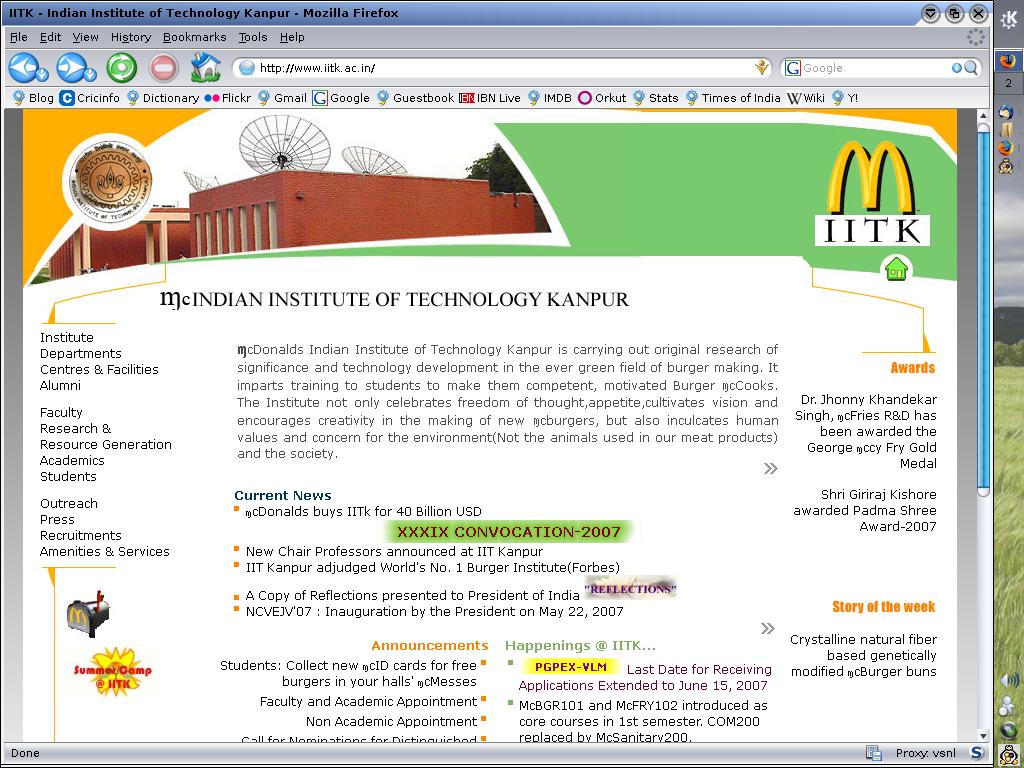 IITK - Indian Institute of Technology Kanpur - Mozilla Firefox
File Edit View History Bookmarks Tools Help
http://www.iitk.ac.in/
Google
Blog Cricinfo Dictionary Flickr Gmail Google Guestbook IBN Live IMDB Orkut Stats Times of India Wiki Y!
2
IITK
McINDIAN INSTITUTE OF TECHNOLOGY KANPUR
Institute
Departments
Centres & Facilities
Alumni
Faculty
Research &
Resource Generation
Academics
Students
Outreach
Press
Recruitments
Amenities & Services
Summer Camp
@ IITK
McDonalds Indian Institute of Technology Kanpur is carrying out original research of
significance and technology development in the ever green field of burger making. It
imparts training to students to make them competent, motivated Burger McCooks.
The Institute not only celebrates freedom of thought,appetite,cultivates vision and
encourages creativity in the making of new Mcburgers, but also inculcates human
values and concern for the environment(Not the animals used in our meat products)
and the society.
Current News
McDonalds buys IITk for 40 Billion USD
XXXIX CONVOCATION-2007
New Chair Professors announced at IIT Kanpur
IIT Kanpur adjudged World's No. 1 Burger Institute(Forbes)
A Copy of Reflections presented to President of India "REFLECTIONS"
NCVEJV'07 : Inauguration by the President on May 22, 2007
Announcements
Students: Collect new McID cards for free
burgers in your halls' McMesses
Faculty and Academic Appointment
Non Academic Appointment
Call for Nominations for Distinguished
Happenings @ IITK...
PGPEX-VLM Last Date for Receiving
Applications Extended to June 15, 2007
McBGR101 and McFRY102 introduced as
core courses in 1st semester. COM200
replaced by McSanitary200.
Awards
Dr. Jhonny Khandekar
Singh, McFries R&D has
been awarded the
George Mccy Fry Gold
Medal
Shri Giriraj Kishore
awarded Padma Shree
Award-2007
Story of the week
Crystalline natural fiber
based genetically
modified McBurger buns
Done
Proxy: vsnl